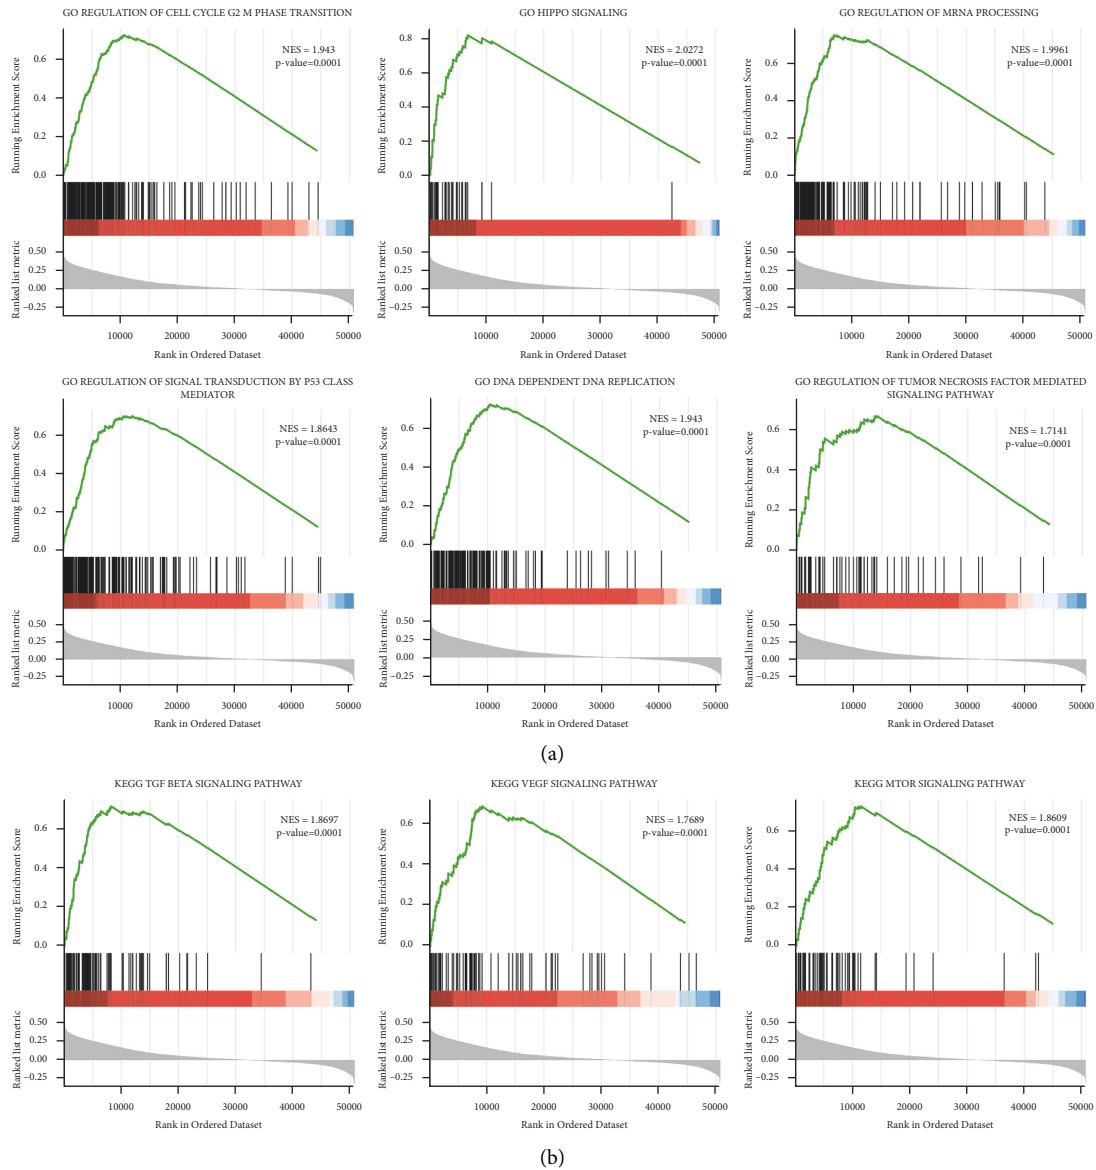 GO REGULATION OF CELL CYCLE G2 M PHASE TRANSITION
NES = 1.943
p-value=0.0001
Running Enrichment Score
0.6
0.4
0.2
0.0
Ranked list metric
0.50
0.25
0.00
−0.25
10000 20000 30000 40000 50000
Rank in Ordered Dataset
GO HIPPO SIGNALING
NES = 2.0272
p-value=0.0001
Running Enrichment Score
0.8
0.6
0.4
0.2
0.0
Ranked list metric
0.50
0.25
0.00
−0.25
10000 20000 30000 40000 50000
Rank in Ordered Dataset
GO REGULATION OF MRNA PROCESSING
NES = 1.9961
p-value=0.0001
Running Enrichment Score
0.6
0.4
0.2
0.0
Ranked list metric
0.50
0.25
0.00
−0.25
10000 20000 30000 40000 50000
Rank in Ordered Dataset
GO REGULATION OF SIGNAL TRANSDUCTION BY P53 CLASS
MEDIATOR
NES = 1.8643
p-value=0.0001
Running Enrichment Score
0.6
0.4
0.2
0.0
Ranked list metric
0.50
0.25
0.00
−0.25
10000 20000 30000 40000 50000
Rank in Ordered Dataset
GO DNA DEPENDENT DNA REPLICATION
NES = 1.943
p-value=0.0001
Running Enrichment Score
0.6
0.4
0.2
0.0
Ranked list metric
0.50
0.25
0.00
−0.25
10000 20000 30000 40000 50000
Rank in Ordered Dataset
GO REGULATION OF TUMOR NECROSIS FACTOR MEDIATED
SIGNALING PATHWAY
NES = 1.7141
p-value=0.0001
Running Enrichment Score
0.6
0.4
0.2
0.0
Ranked list metric
0.50
0.25
0.00
−0.25
10000 20000 30000 40000 50000
Rank in Ordered Dataset
(a)
KEGG TGF BETA SIGNALING PATHWAY
NES = 1.8697
p-value=0.0001
Running Enrichment Score
0.6
0.4
0.2
0.0
Ranked list metric
0.50
0.25
0.00
−0.25
10000 20000 30000 40000 50000
Rank in Ordered Dataset
KEGG VEGF SIGNALING PATHWAY
NES = 1.7689
p-value=0.0001
Running Enrichment Score
0.6
0.4
0.2
0.0
Ranked list metric
0.50
0.25
0.00
−0.25
10000 20000 30000 40000 50000
Rank in Ordered Dataset
KEGG MTOR SIGNALING PATHWAY
NES = 1.8609
p-value=0.0001
Running Enrichment Score
0.6
0.4
0.2
0.0
Ranked list metric
0.50
0.25
0.00
−0.25
10000 20000 30000 40000 50000
Rank in Ordered Dataset
(b)